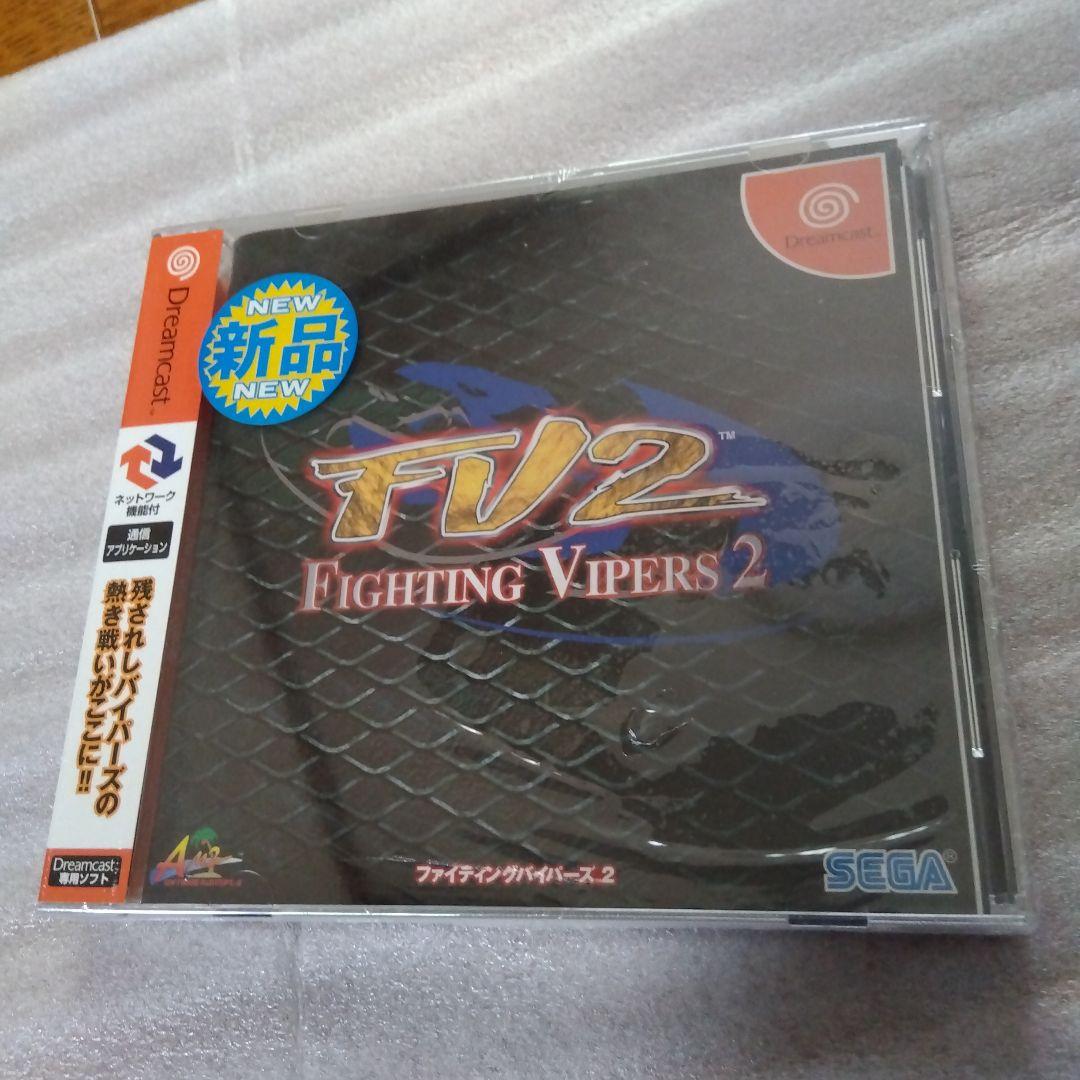 Dreamcast™
ネットワーク
機能付
通信
アプリケーション
残されしバイパーズの
熱き戦いがここに!!
Dreamcast
専用ソフト
NEW
新品
NEW
Dreamcast
FV2™
FIGHTING VIPERS 2
AM2
ファイティングバイパーズ 2
SEGA®